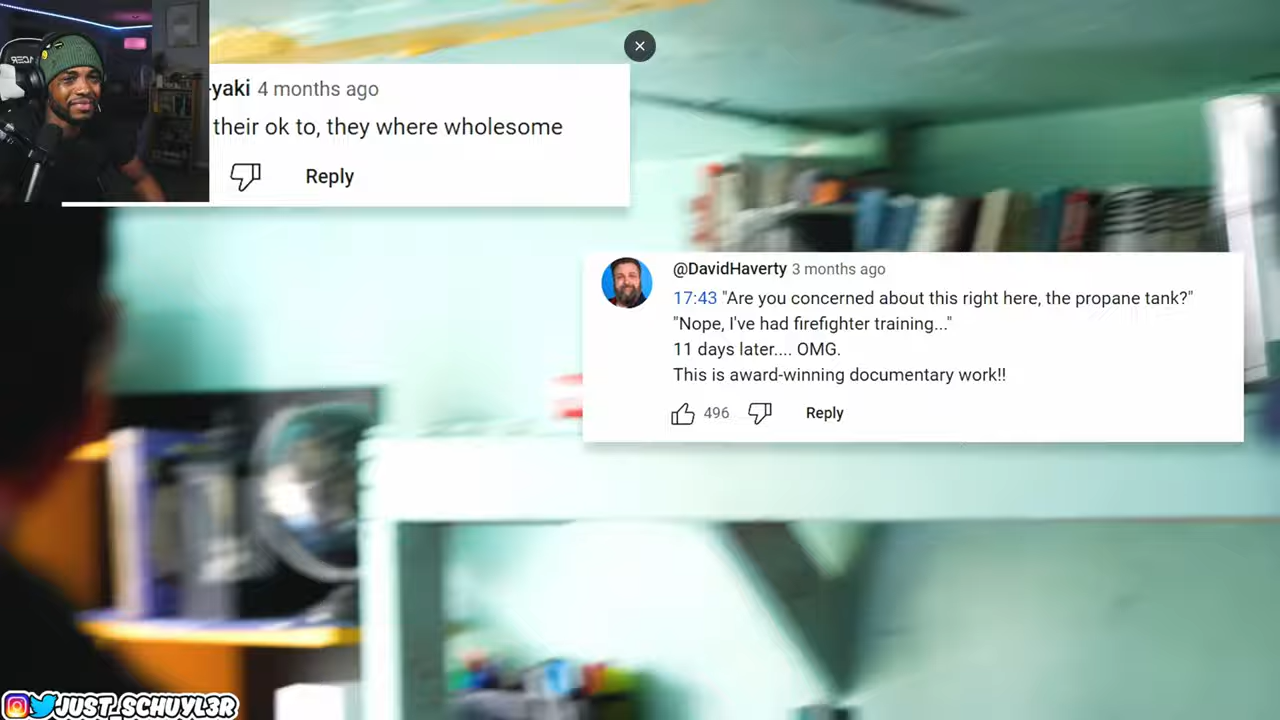 -yaki 4 months ago
their ok to, they where wholesome
Reply
@DavidHaverty 3 months ago
17:43 "Are you concerned about this right here, the propane tank?"
"Nope, I've had firefighter training..."
11 days later.... OMG.
This is award-winning documentary work!!
496 Reply
JUST_SCHUYL3R